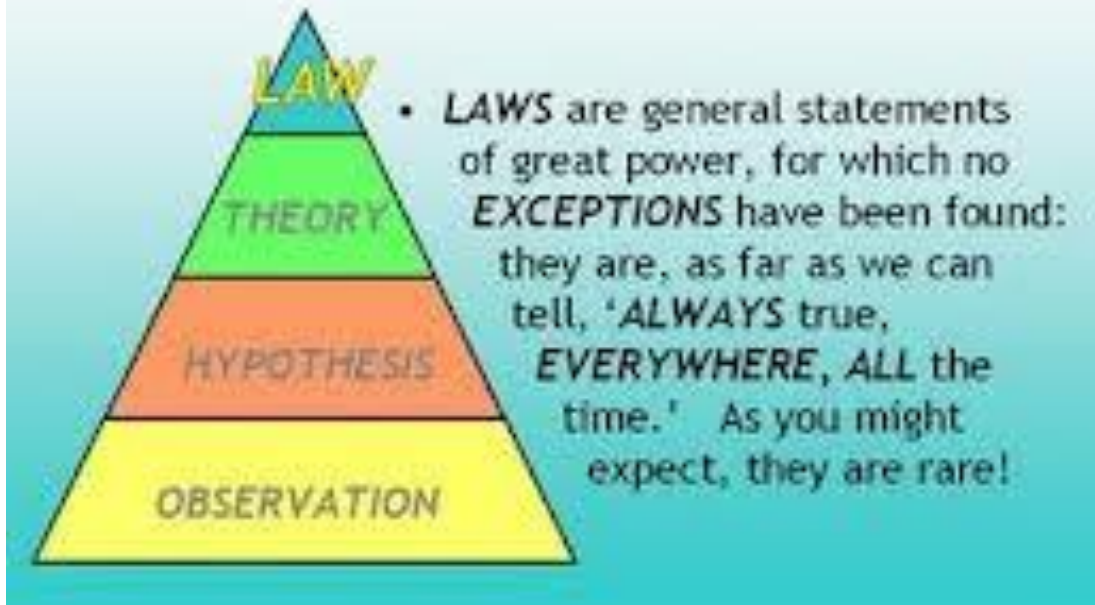 LAW
THEORY
HYPOTHESIS
OBSERVATION
• LAWS are general statements
of great power, for which no
EXCEPTIONS have been found:
they are, as far as we can
tell, ‘ALWAYS true,
EVERYWHERE, ALL the
time.’ As you might
expect, they are rare!